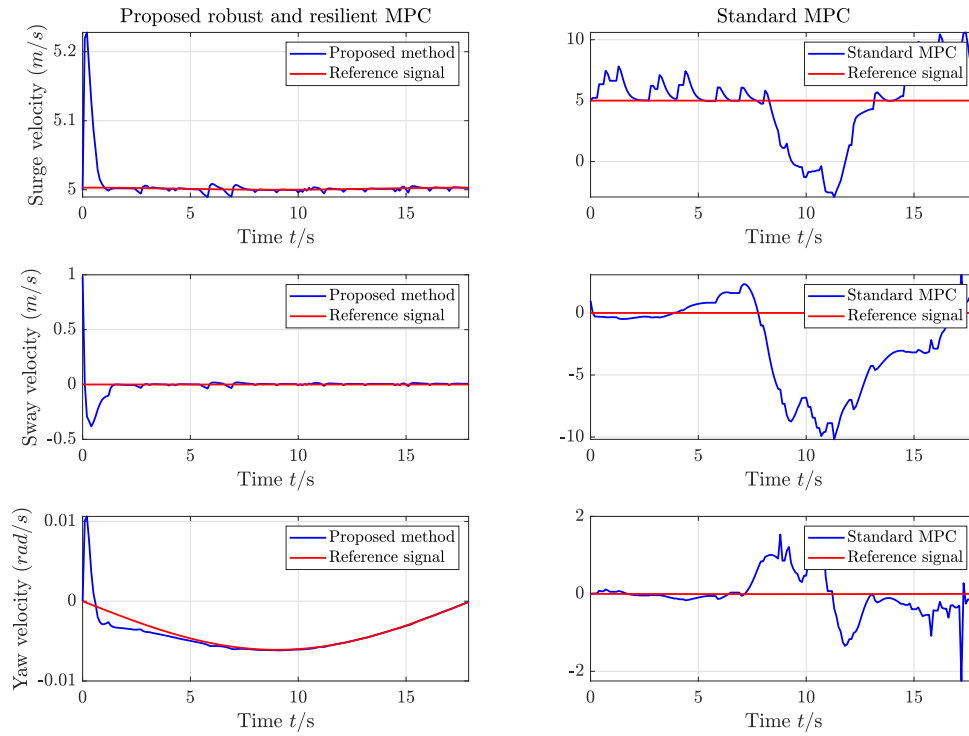 Proposed robust and resilient MPC
Surge velocity (m/s)
5.2
5.1
5
0
5
10
15
Time t/s
Proposed method
Reference signal
Standard MPC
10
5
0
0
5
10
15
Time t/s
Standard MPC
Reference signal
Sway velocity (m/s)
1
0.5
0
-0.5
0
5
10
15
Time t/s
Proposed method
Reference signal
0
-5
-10
0
5
10
15
Time t/s
Standard MPC
Reference signal
Yaw velocity (rad/s)
0.01
0
-0.01
0
5
10
15
Time t/s
Proposed method
Reference signal
2
0
-2
0
5
10
15
Time t/s
Standard MPC
Reference signal